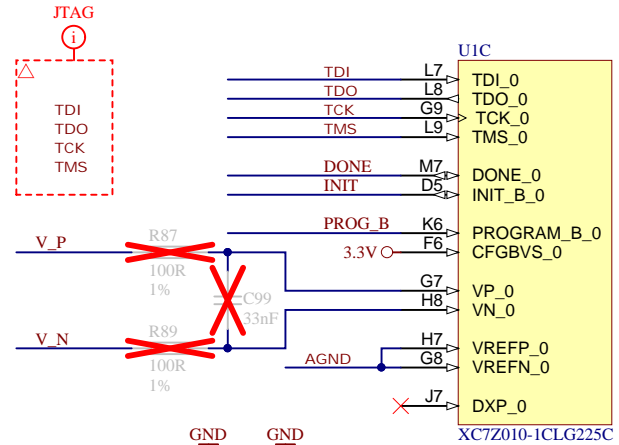 JTAG
i
TDI
TDO
TCK
TMS
U1C
TDI L7 TDI_0
TDO L8 TDO_0
TCK G9 TCK_0
TMS L9 TMS_0
DONE M7 DONE_0
INIT D5 INIT_B_0
PROG_B K6 PROGRAM_B_0
3.3V F6 CFGBVS_0
V_P R87
100R
1%
G7 VP_0
C99
33nF
H8 VN_0
V_N R89
100R
1%
H7 VREFP_0
AGND G8 VREFN_0
J7 DXP_0
GND GND
XC7Z010-1CLG225C